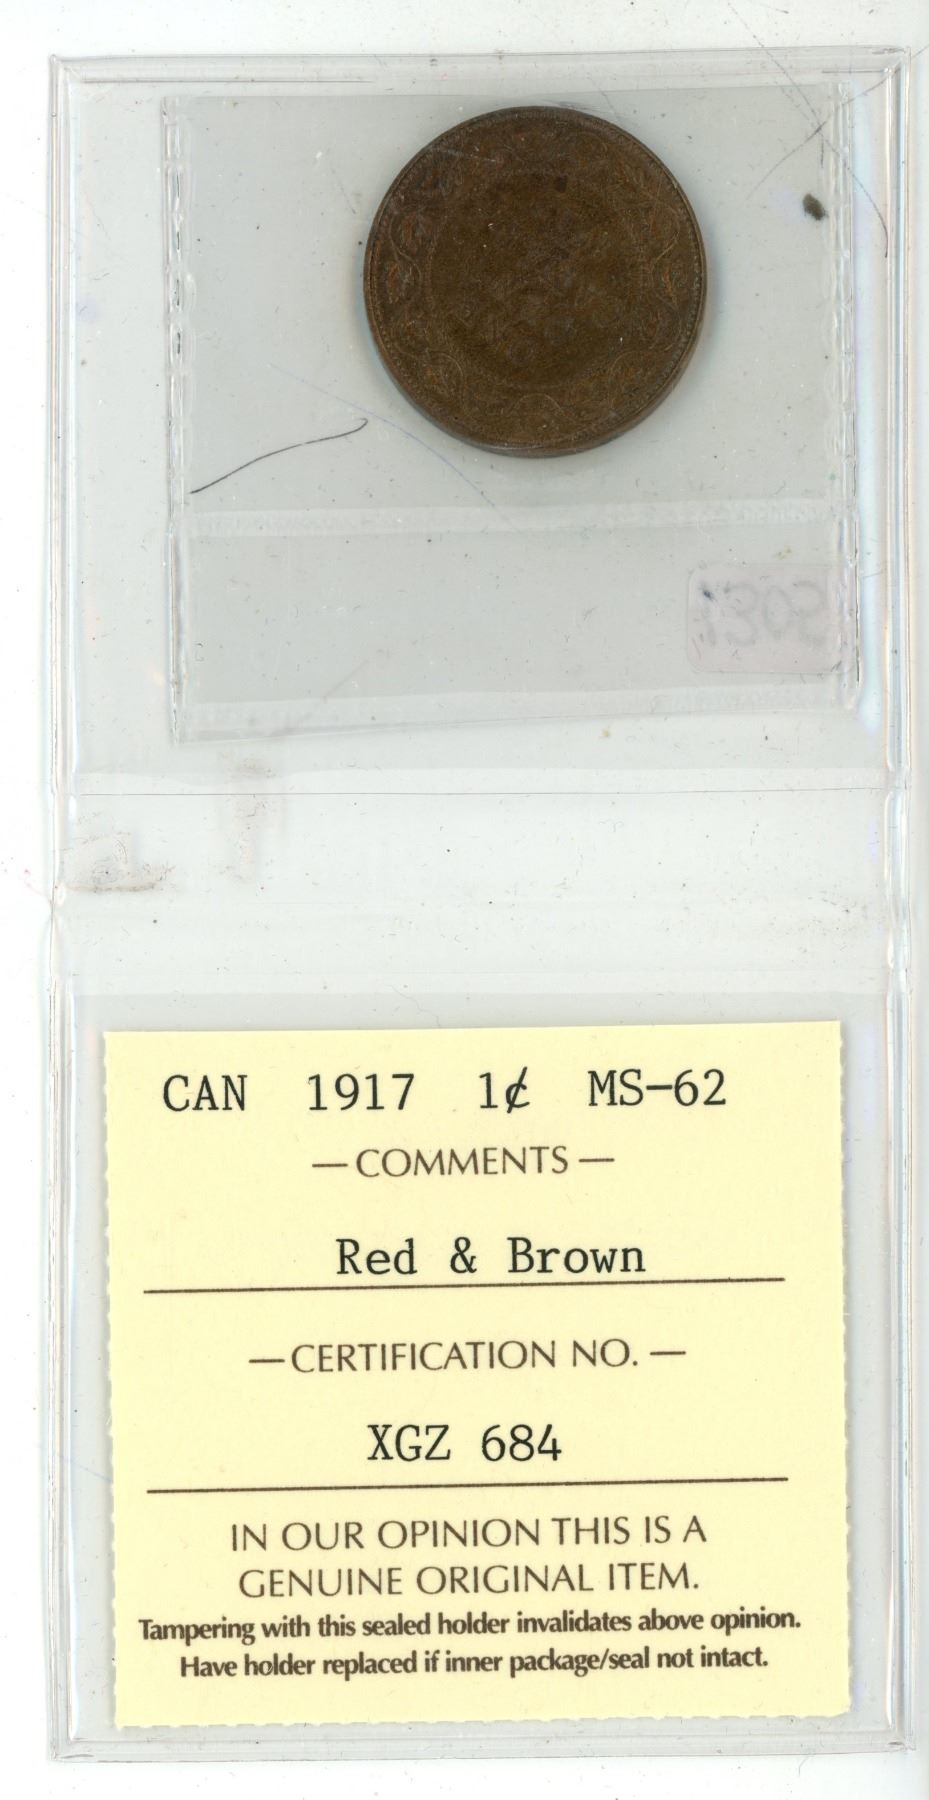 CAN 1917 1¢ MS-62
— COMMENTS —
Red & Brown
— CERTIFICATION NO. —
XGZ 684
IN OUR OPINION THIS IS A
GENUINE ORIGINAL ITEM.
Tampering with this sealed holder invalidates above opinion.
Have holder replaced if inner package/seal not intact.